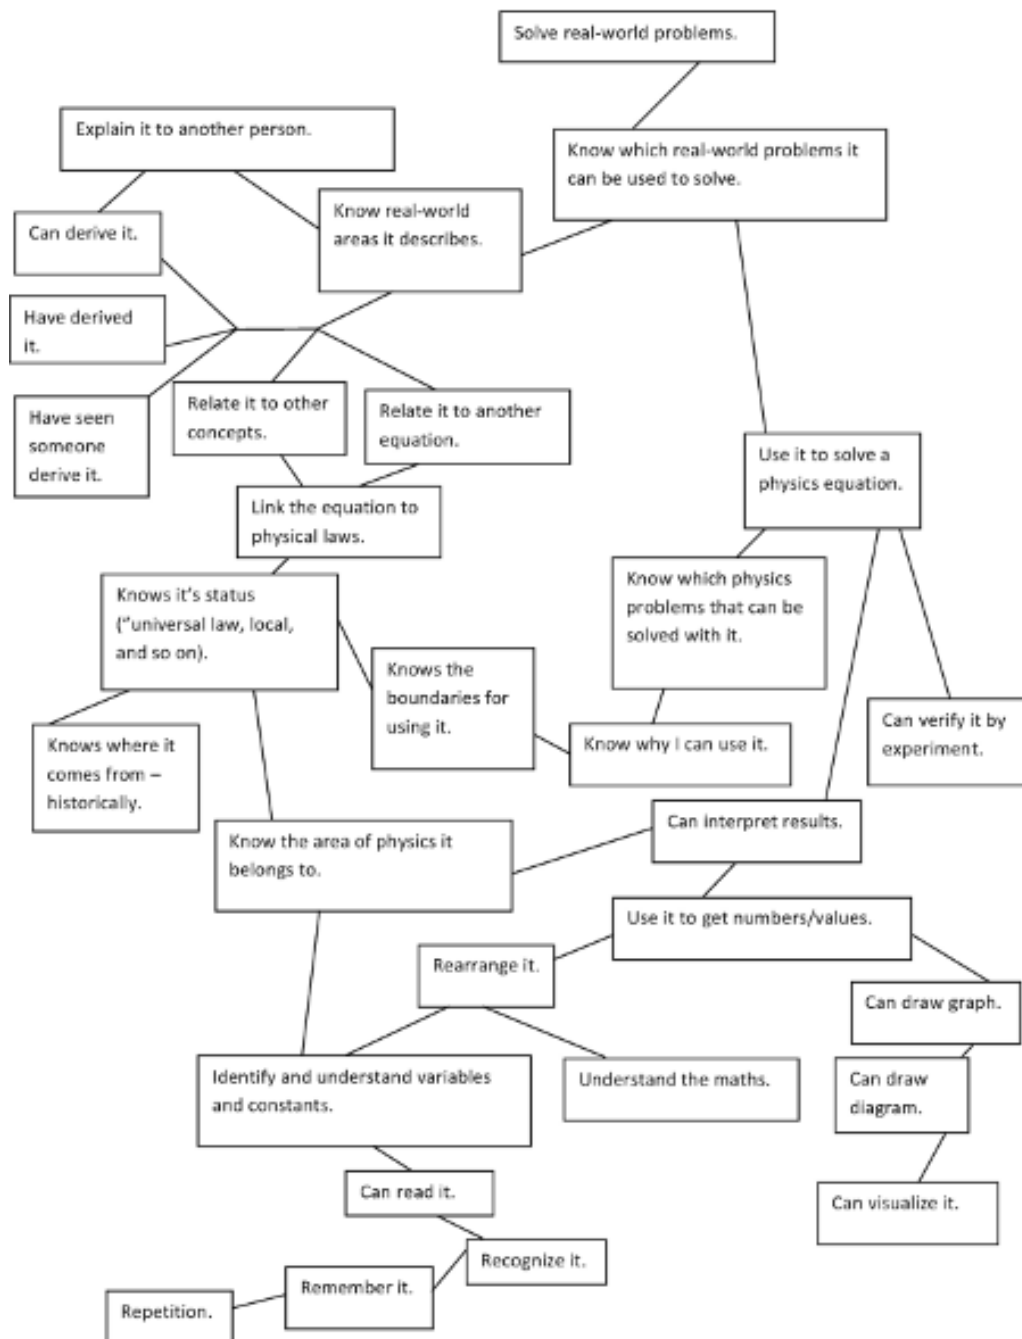 Solve real-world problems.
Explain it to another person.
Know which real-world problems it
can be used to solve.
Know real-world
areas it describes.
Can derive it.
Have derived
it.
Have seen
someone
derive it.
Relate it to other
concepts.
Relate it to another
equation.
Use it to solve a
physics equation.
Link the equation to
physical laws.
Know which physics
problems that can be
solved with it.
Knows it's status
("universal law, local,
and so on).
Knows the
boundaries for
using it.
Can verify it by
experiment.
Knows where it
comes from –
historically.
Know why I can use it.
Can interpret results.
Know the area of physics it
belongs to.
Use it to get numbers/values.
Rearrange it.
Can draw graph.
Identify and understand variables
and constants.
Understand the maths.
Can draw
diagram.
Can read it.
Can visualize it.
Recognize it.
Remember it.
Repetition.